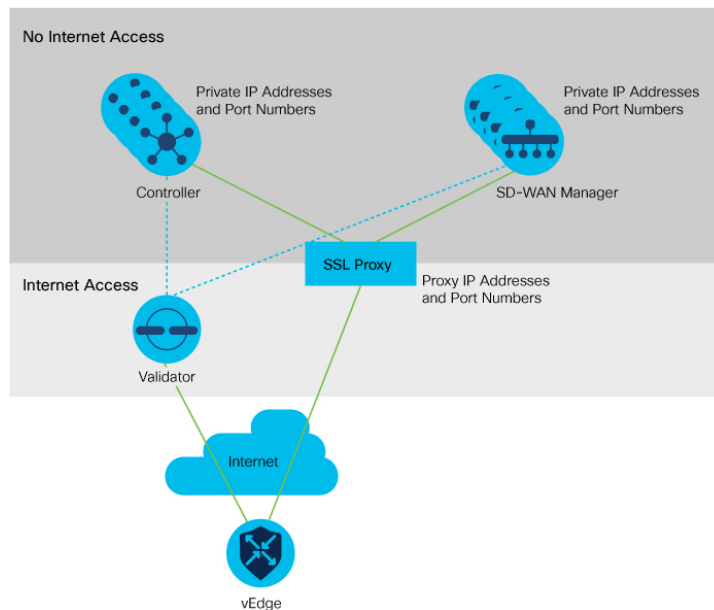 No Internet Access
Private IP Addresses
and Port Numbers
Private IP Addresses
and Port Numbers
Controller
SD-WAN Manager
SSL Proxy
Internet Access
Proxy IP Addresses
and Port Numbers
Validator
Internet
vEdge